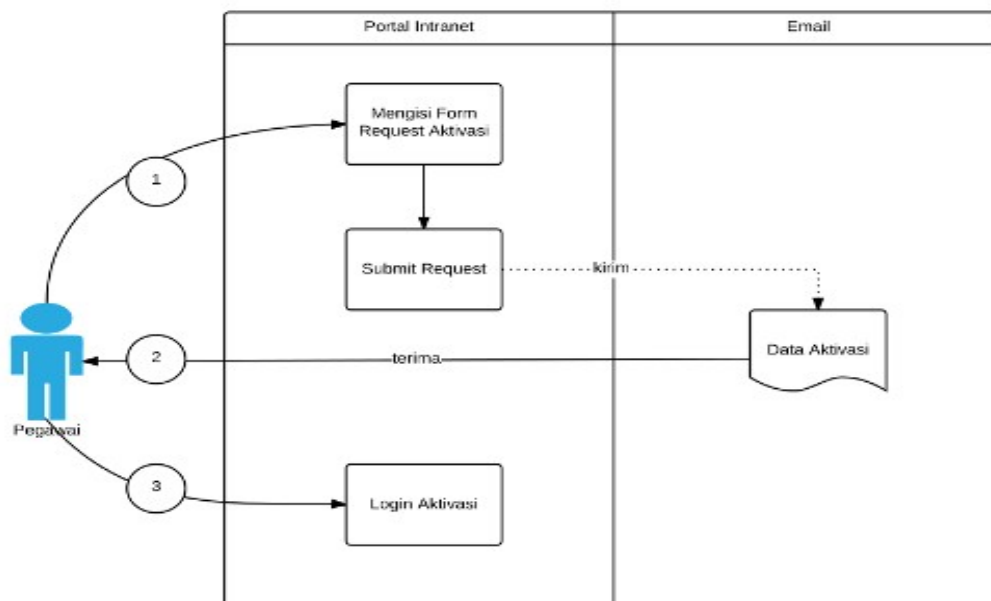 Portal Intranet
Email
Mengisi Form
Request Aktivasi
1
Submit Request
kirim
2
terima
Data Aktivasi
Pegawai
3
Login Aktivasi